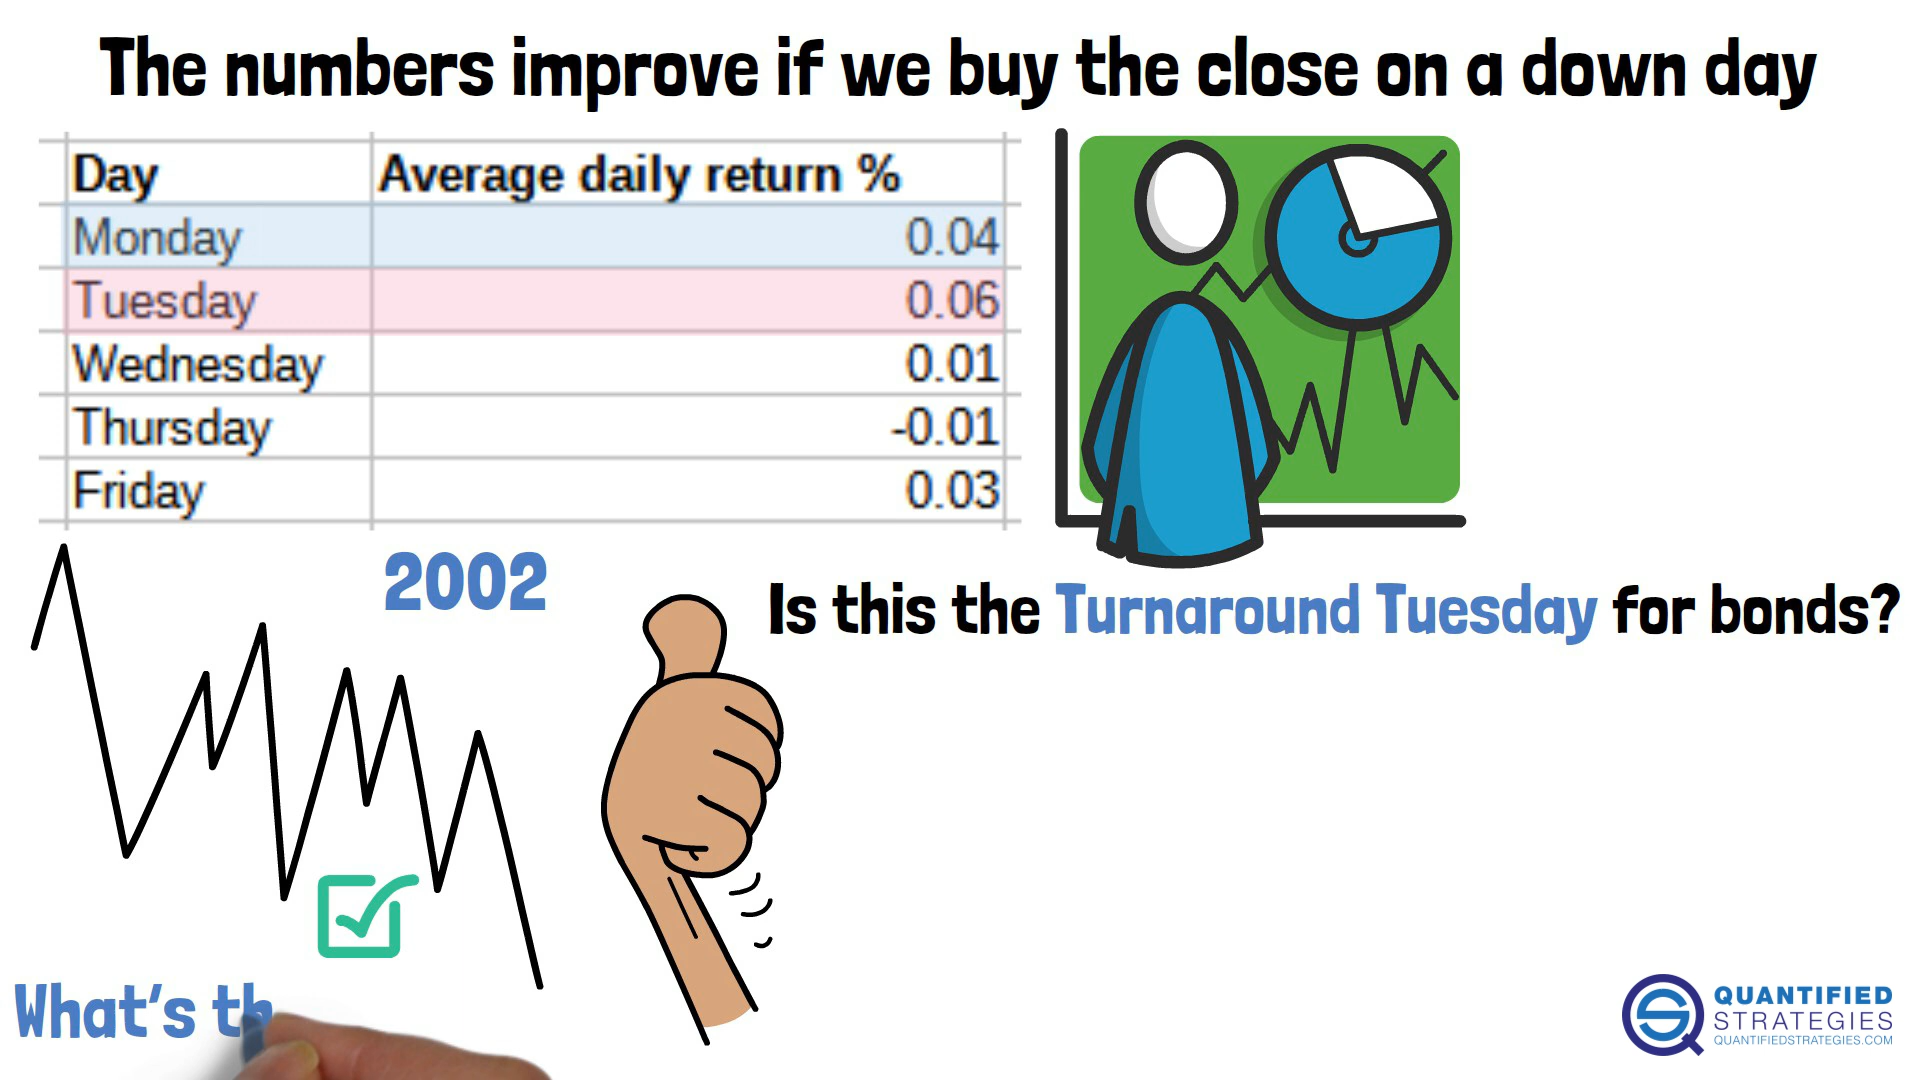 The numbers improve if we buy the close on a down day
Day Average daily return %
Monday 0.04
Tuesday 0.06
Wednesday 0.01
Thursday -0.01
Friday 0.03
2002
Is this the Turnaround Tuesday for bonds?
What's th
QUANTIFIED
STRATEGIES
QUANTIFIEDSTRATEGIES.COM